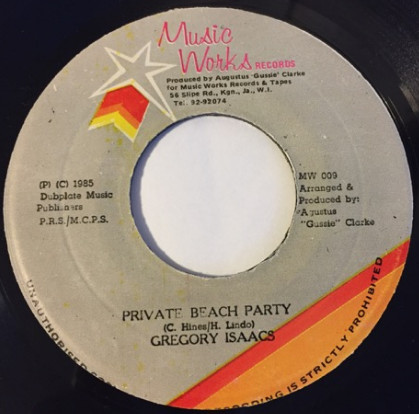 Music
Works RECORDS
Produced by Augustus 'Gussie' Clarke
for Music Works Records & Tapes
56 Slipe Rd., Kgn., Ja., W.I.
Tel. 92-92074
(P) (C) 1985
Dubplate Music
Publishers
P.R.S./M.C.P.S.
MW 009
Arranged &
Produced by:
Agustus
"Gussie" Clarke
PRIVATE BEACH PARTY
(C. Hines/H. Lindo)
GREGORY ISAACS
UNAUTHORISED
IS STRICTLY PROHIBITED